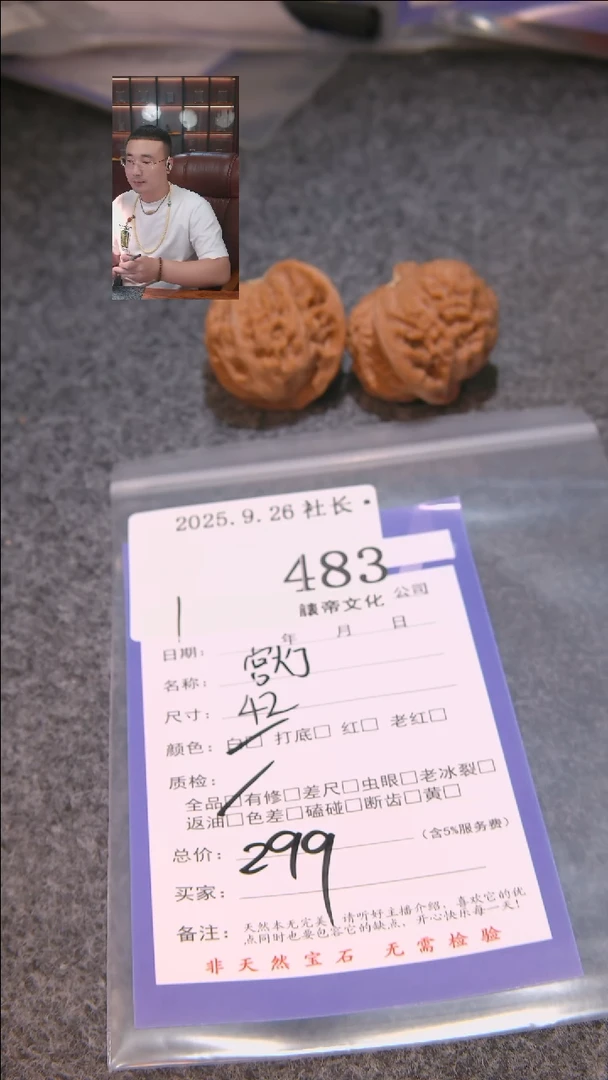 2025.9.26 社长
483
公司
帝文化
日期: 年 月 日
名称: 宫灯
尺寸: 42
颜色: 白□ 打底□ 红□ 老红□
质检:
全品□有修□差尺□虫眼□老冰裂□
返油□色差□磕碰□断齿□黄□
总价: 299 (含5%服务费)
买家:
备注: 天然本无完美,请听好主播介绍,喜欢它的优
点同时也要包容它的缺点,开心快乐每一天!
非天然宝石 无需检验